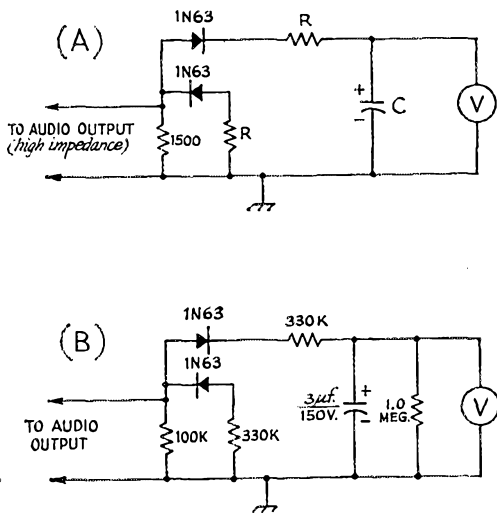 (A)
1N63
R
1N63
+
-
C
V
TO AUDIO OUTPUT
(high impedance)
1500
R
(B)
1N63
330K
1N63
3µf.
150V.
+
-
1.0
MEG.
V
TO AUDIO
OUTPUT
100K
330K